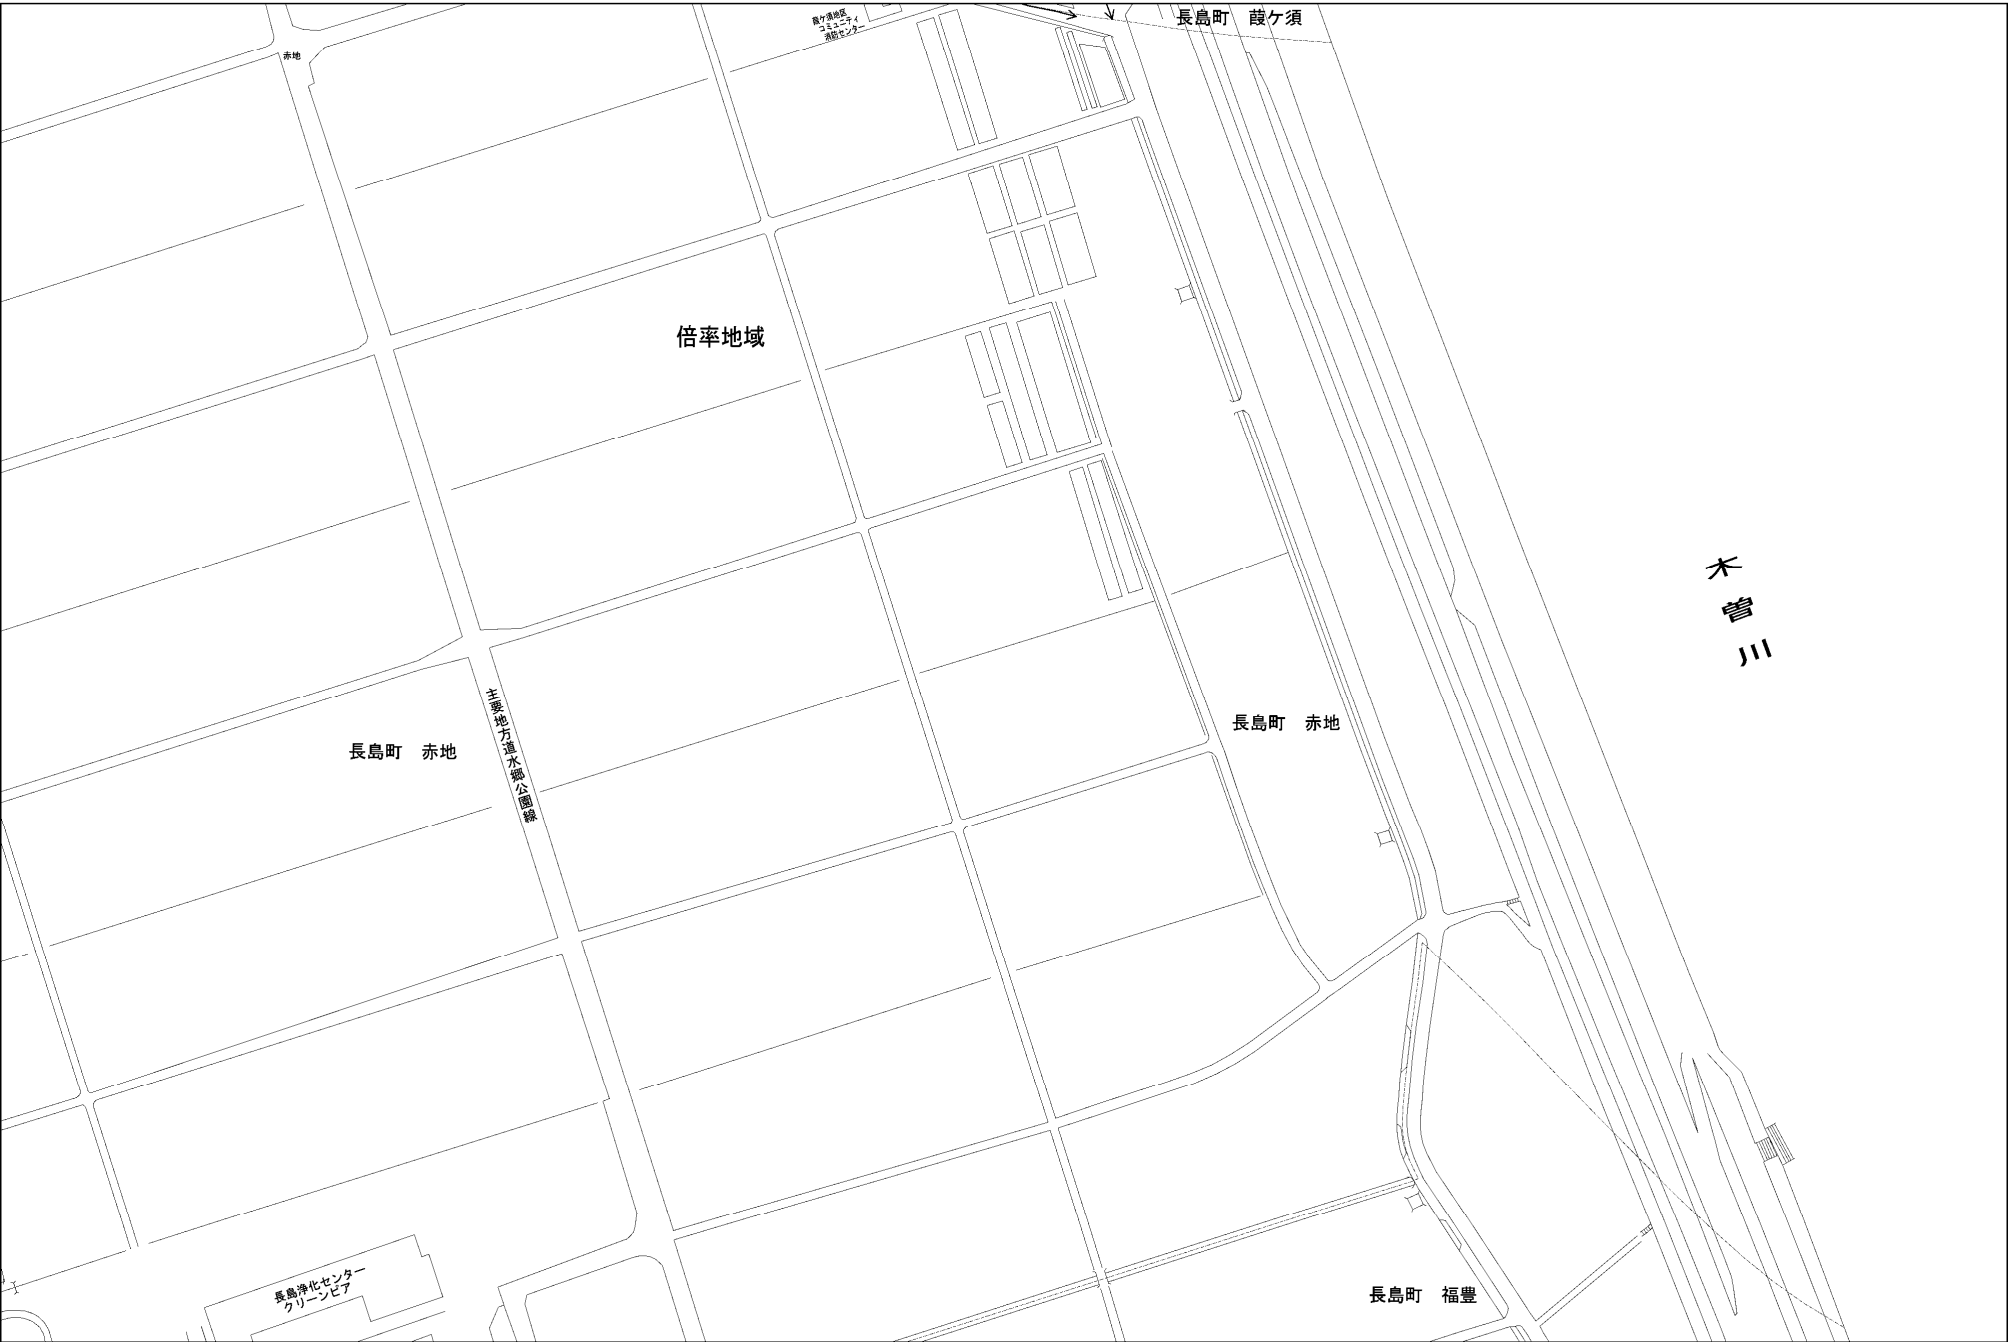 葭ケ須地区
コミュニティ
消防センター
長島町　葭ケ須
赤地
倍率地域
木曽川
主要地方道水郷公園線
長島町　赤地
長島町　赤地
長島浄化センター
クリーンピア
長島町　福豊